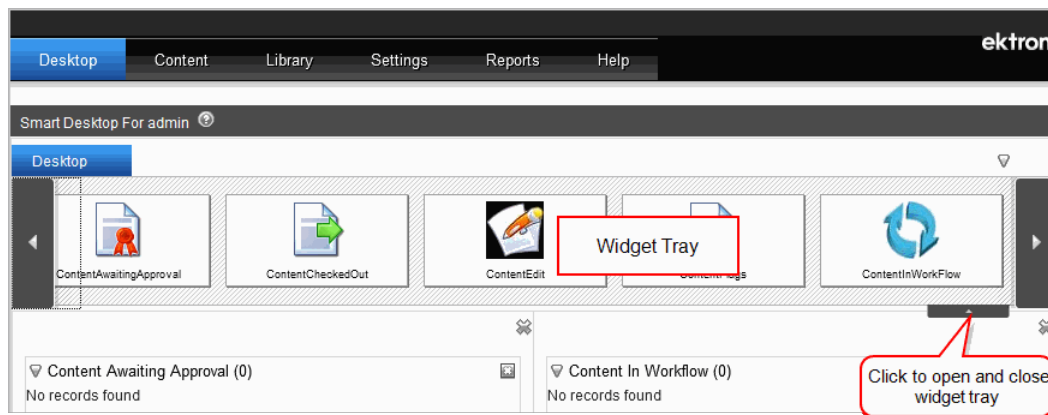 ektron
Desktop Content Library Settings Reports Help
Smart Desktop For admin
Desktop
Widget Tray
ContentAwaitingApproval ContentCheckedOut ContentEdit ContentInWorkFlow
Content Awaiting Approval (0) Content In Workflow (0)
No records found No records found
Click to open and close
widget tray